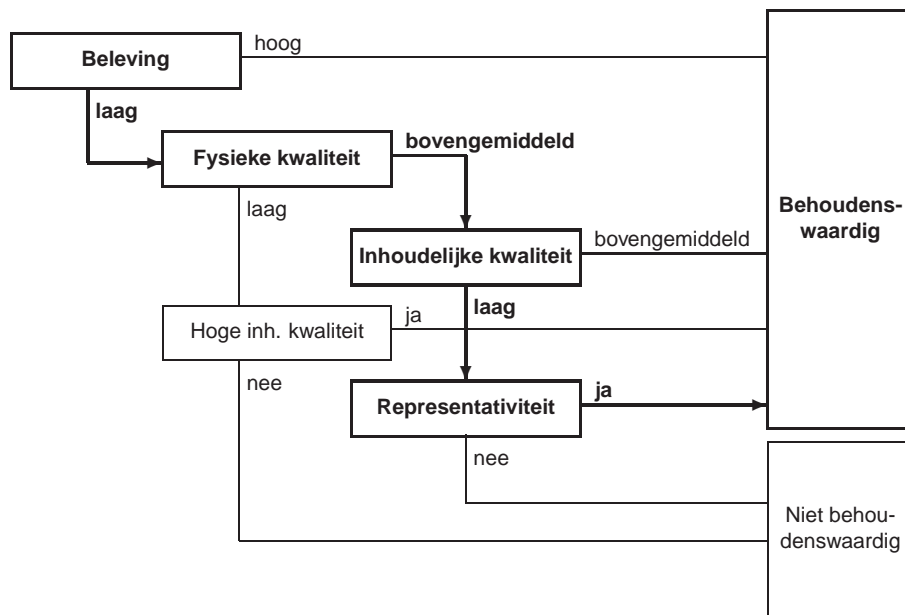 hoog
Beleving
laag
bovengemiddeld
Fysieke kwaliteit
laag
Behoudens-
waardig
bovengemiddeld
Inhoudelijke kwaliteit
laag
ja
Hoge inh. kwaliteit
nee
ja
Representativiteit
nee
Niet behou-
denswaardig